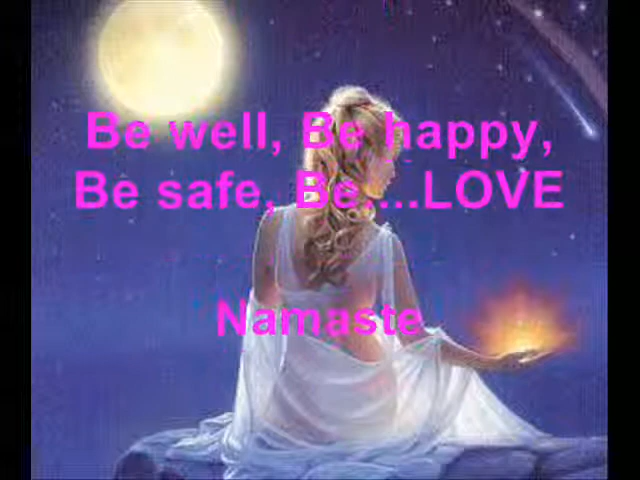 Be well, Be happy,
Be safe, Be....LOVE
Namaste